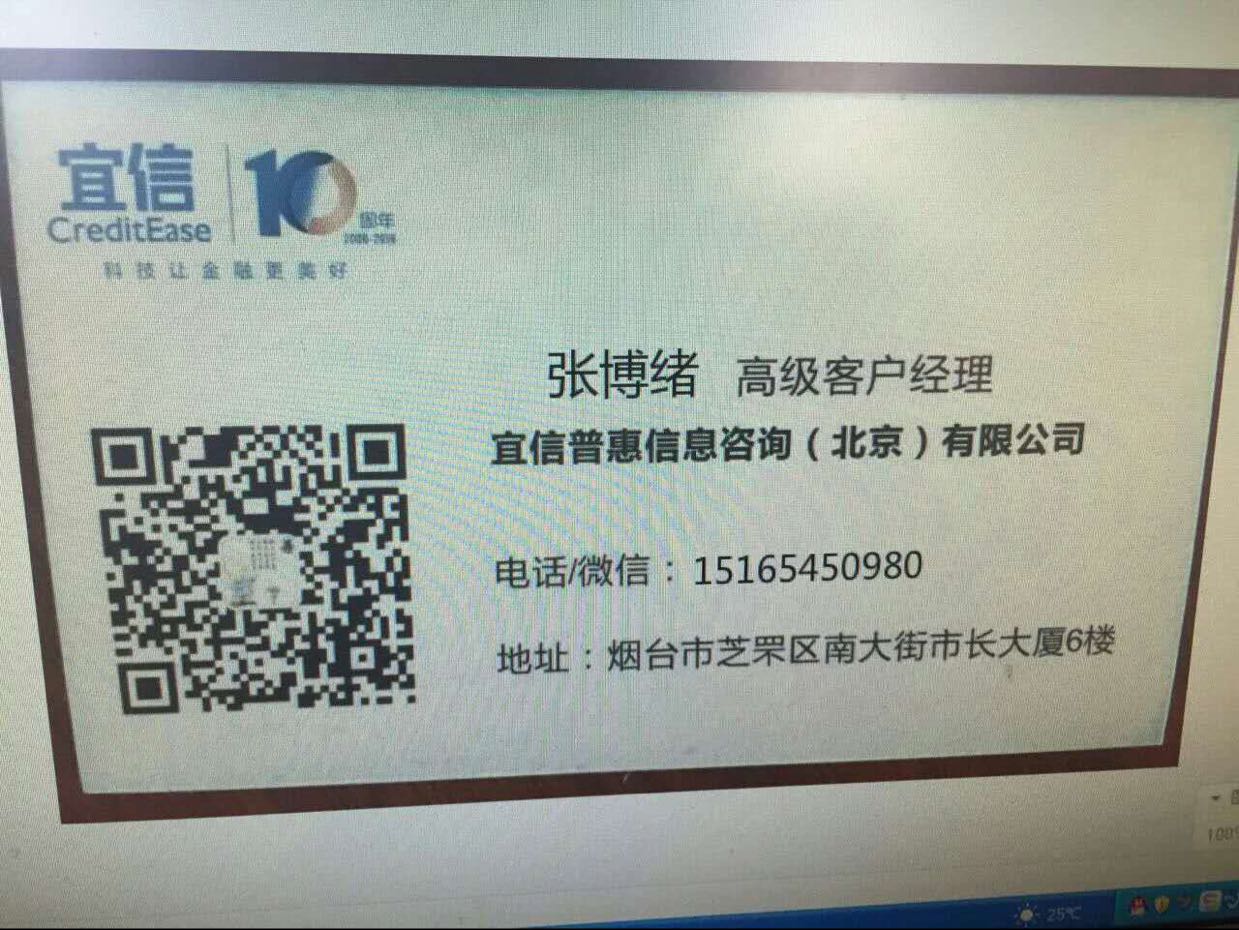 宜信
CreditEase
10
周年
2006-2016
科技让金融更美好
张博绪 高级客户经理
宜信普惠信息咨询（北京）有限公司
电话/微信：15165450980
地址：烟台市芝罘区南大街市长大厦6楼
25℃